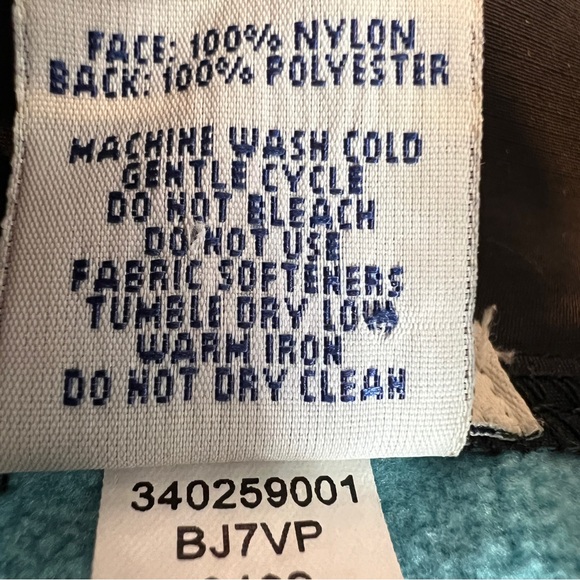 FACE: 100% NYLON
BACK: 100% POLYESTER
MACHINE WASH COLD
GENTLE CYCLE
DO NOT BLEACH
DO NOT USE
FABRIC SOFTENERS
TUMBLE DRY LOW
WARM IRON
DO NOT DRY CLEAN
340259001
BJ7VP